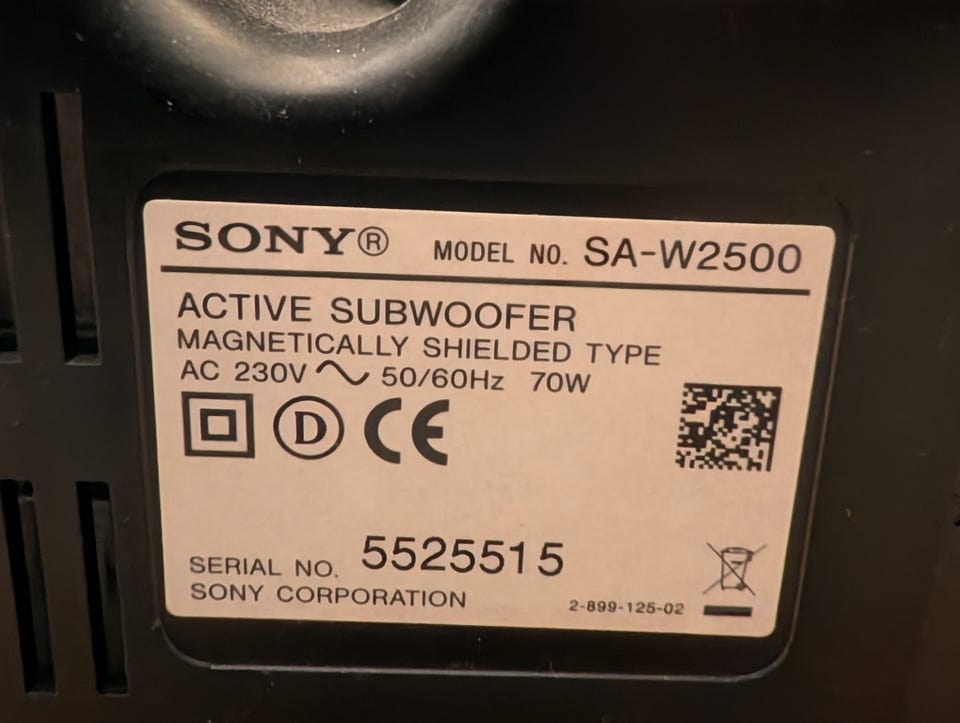 SONY® MODEL NO. SA-W2500
ACTIVE SUBWOOFER
MAGNETICALLY SHIELDED TYPE
AC 230V ~ 50/60Hz 70W
D CE
SERIAL NO. 5525515
SONY CORPORATION
2-899-125-02